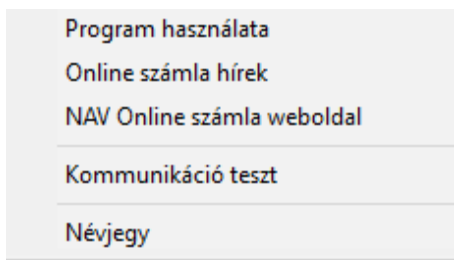 Program használata
Online számla hírek
NAV Online számla weboldal
Kommunikáció teszt
Névjegy